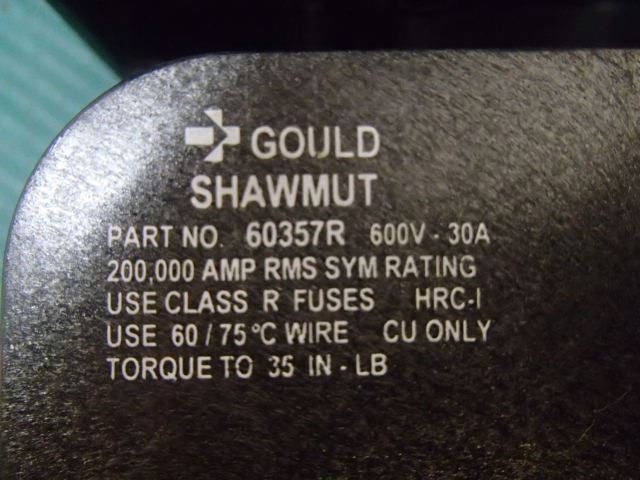 GOULD
SHAWMUT
PART NO. 60357R 600V - 30A
200,000 AMP RMS SYM RATING
USE CLASS R FUSES HRC-I
USE 60 / 75 °C WIRE CU ONLY
TORQUE TO 35 IN - LB